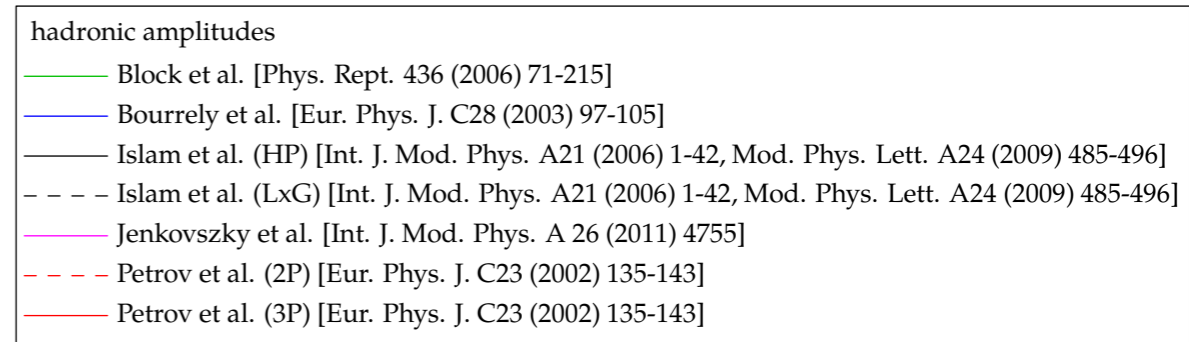 hadronic amplitudes
Block et al. [Phys. Rept. 436 (2006) 71-215]
Bourrely et al. [Eur. Phys. J. C28 (2003) 97-105]
Islam et al. (HP) [Int. J. Mod. Phys. A21 (2006) 1-42, Mod. Phys. Lett. A24 (2009) 485-496]
Islam et al. (LxG) [Int. J. Mod. Phys. A21 (2006) 1-42, Mod. Phys. Lett. A24 (2009) 485-496]
Jenkovszky et al. [Int. J. Mod. Phys. A 26 (2011) 4755]
Petrov et al. (2P) [Eur. Phys. J. C23 (2002) 135-143]
Petrov et al. (3P) [Eur. Phys. J. C23 (2002) 135-143]